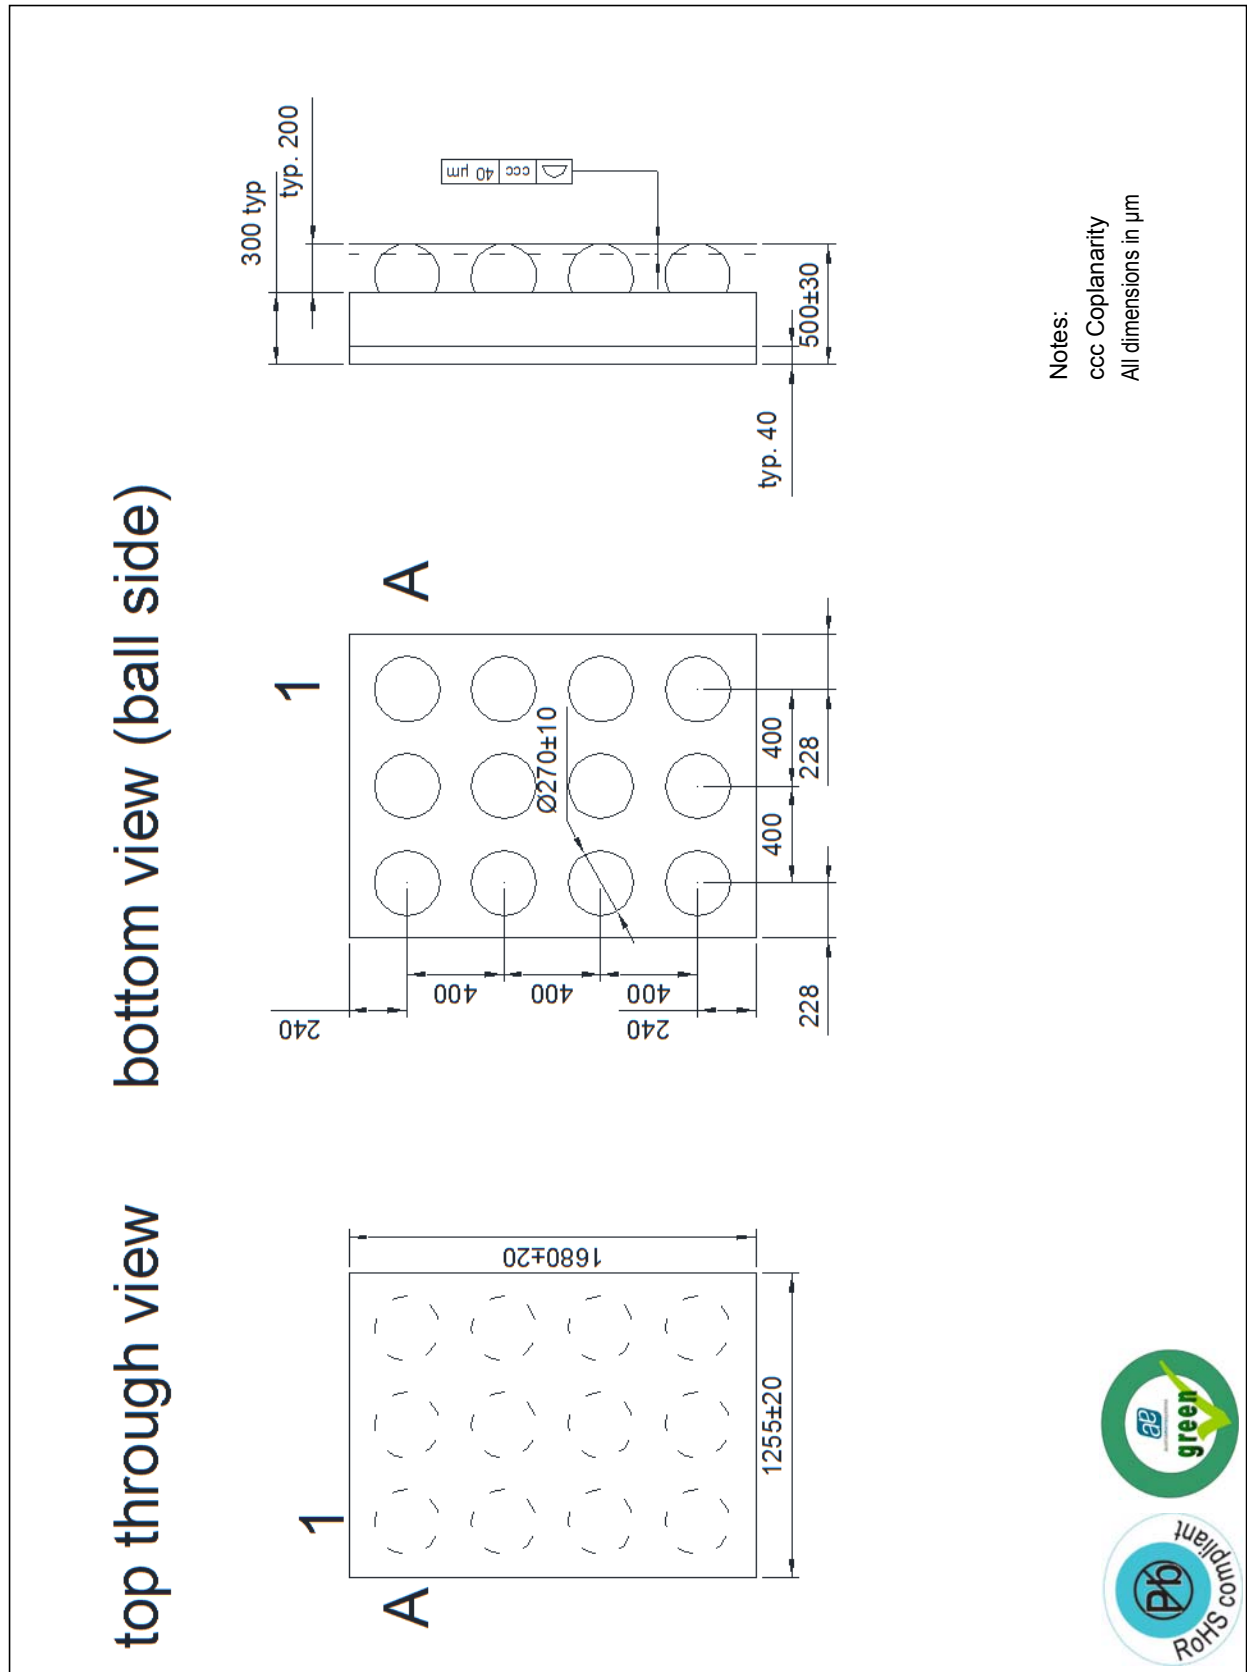 top through view
bottom view (ball side)
1
A
1680±20
1255±20
1
A
Ø270±10
240
400
400
400
240
400
400
228
228
300 typ
typ. 200
ccc
40 µm
typ. 40
500±30
Notes:
ccc Coplanarity
All dimensions in µm
Pb
RoHS compliant
green